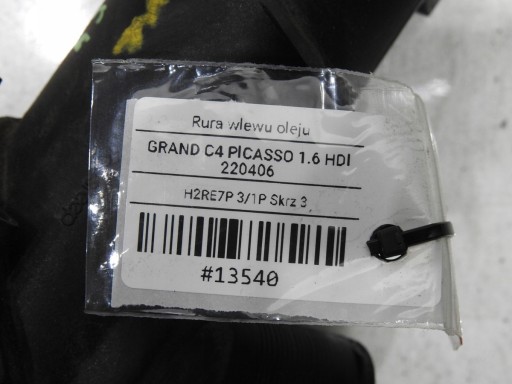 Rura wlewu oleju
GRAND C4 PICASSO 1.6 HDI
220406
H2RE7P 3/1P Skrz 3
#13540